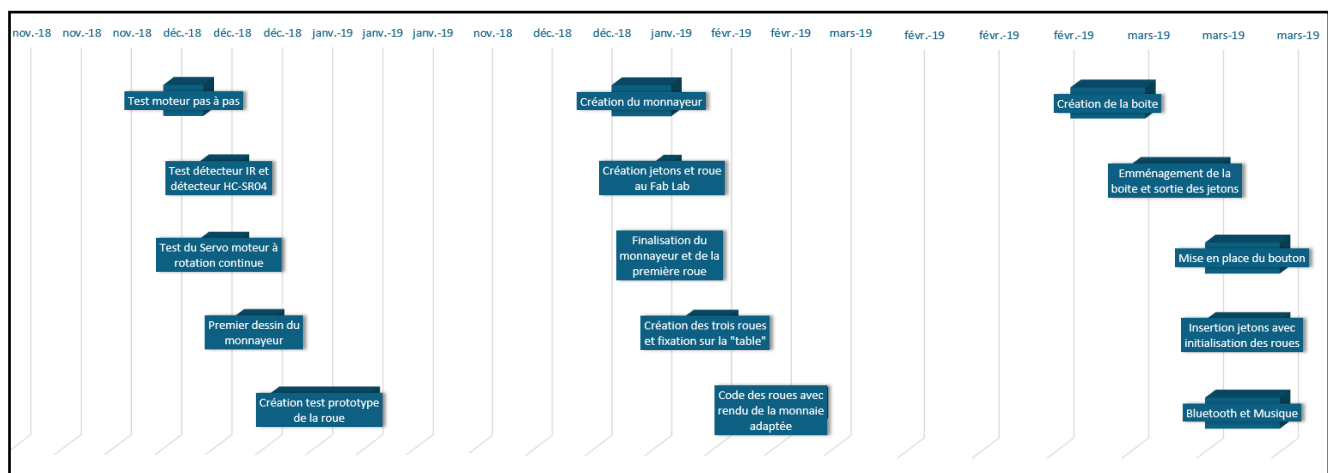 nov.-18 nov.-18 nov.-18 déc.-18 déc.-18 déc.-18 janv.-19 janv.-19 janv.-19 nov.-18 déc.-18 déc.-18 janv.-19 févr.-19 févr.-19 mars-19 févr.-19 févr.-19 févr.-19 mars-19 mars-19 mars-19
Test moteur pas à pas
Test détecteur IR et
détecteur HC-SR04
Test du Servo moteur à
rotation continue
Premier dessin du
monnayeur
Création test prototype
de la roue
Création du monnayeur
Création jetons et roue
au Fab Lab
Finalisation du
monnayeur et de la
première roue
Création des trois roues
et fixation sur la "table"
Code des roues avec
rendu de la monnaie
adaptée
Création de la boite
Emménagement de la
boite et sortie des jetons
Mise en place du bouton
Insertion jetons avec
initialisation des roues
Bluetooth et Musique